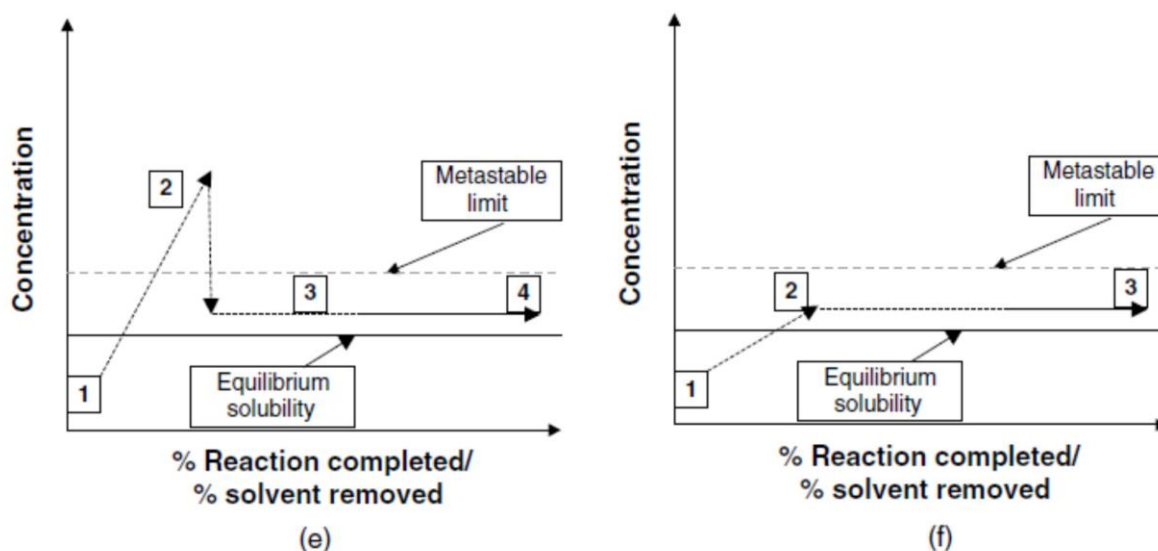 Concentration
2
Metastable
limit
3
4
1
Equilibrium
solubility
% Reaction completed/
% solvent removed
(e)
Concentration
Metastable
limit
2
3
1
Equilibrium
solubility
% Reaction completed/
% solvent removed
(f)